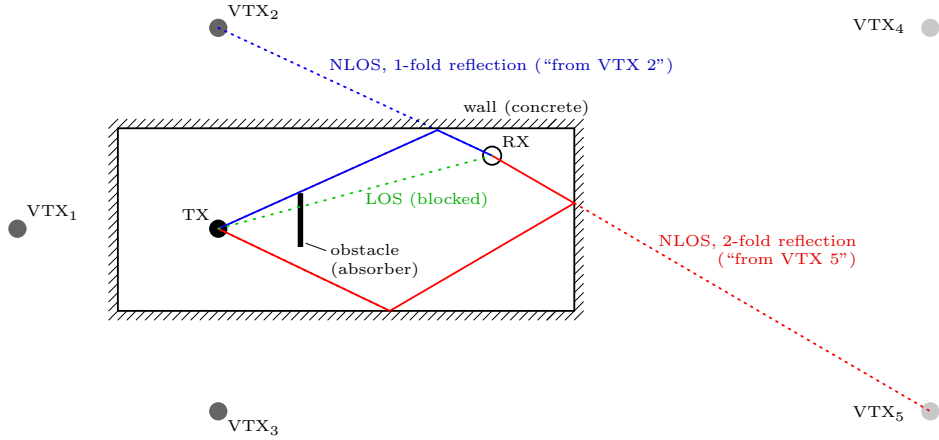 VTX₂
VTX₄
NLOS, 1-fold reflection (“from VTX 2”)
wall (concrete)
RX
LOS (blocked)
TX
VTX₁
obstacle
(absorber)
NLOS, 2-fold reflection
(“from VTX 5”)
VTX₃
VTX₅